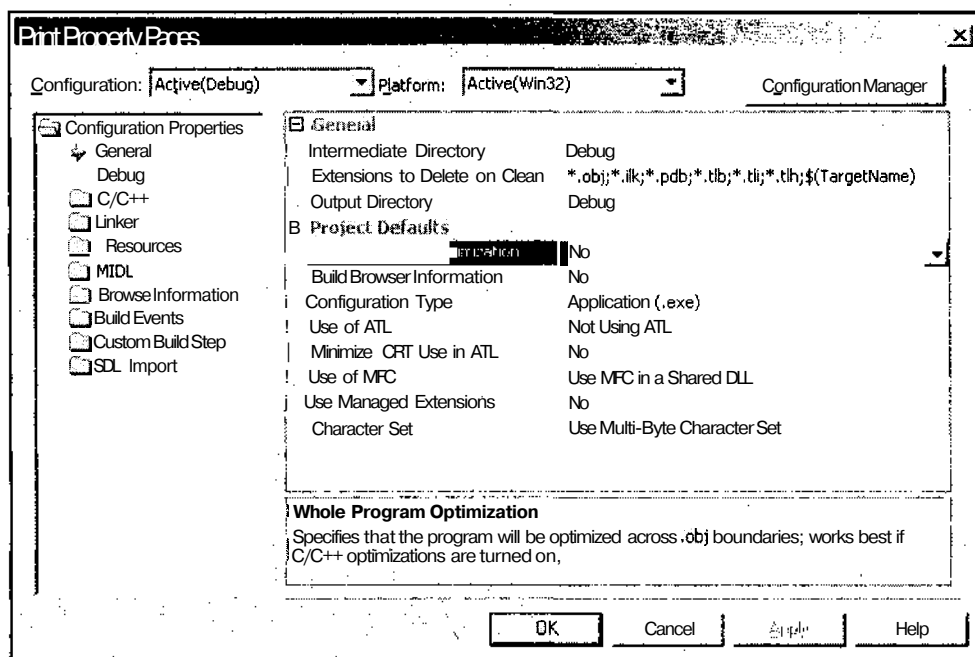 Print Property Pages
Configuration: Active(Debug) Platform: Active(Win32) Configuration Manager
Configuration Properties
General
Debug
C/C++
Linker
Resources
MIDL
Browse Information
Build Events
Custom Build Step
SDL Import
General
Intermediate Directory Debug
Extensions to Delete on Clean *.obj;*.ilk;*.pdb;*.tlb;*.tli;*.tlh;$(TargetName)
Output Directory Debug
B Project Defaults
No
Build Browser Information No
Configuration Type Application (.exe)
Use of ATL Not Using ATL
Minimize CRT Use in ATL No
Use of MFC Use MFC in a Shared DLL
Use Managed Extensions No
Character Set Use Multi-Byte Character Set
Whole Program Optimization
Specifies that the program will be optimized across .obj boundaries; works best if
C/C++ optimizations are turned on,
OK Cancel Apply Help